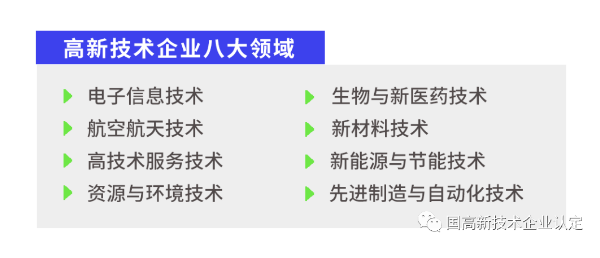 高新技术企业八大领域
电子信息技术
生物与新医药技术
航空航天技术
新材料技术
高技术服务技术
新能源与节能技术
资源与环境技术
先进制造与自动化技术
国高新技术企业认定